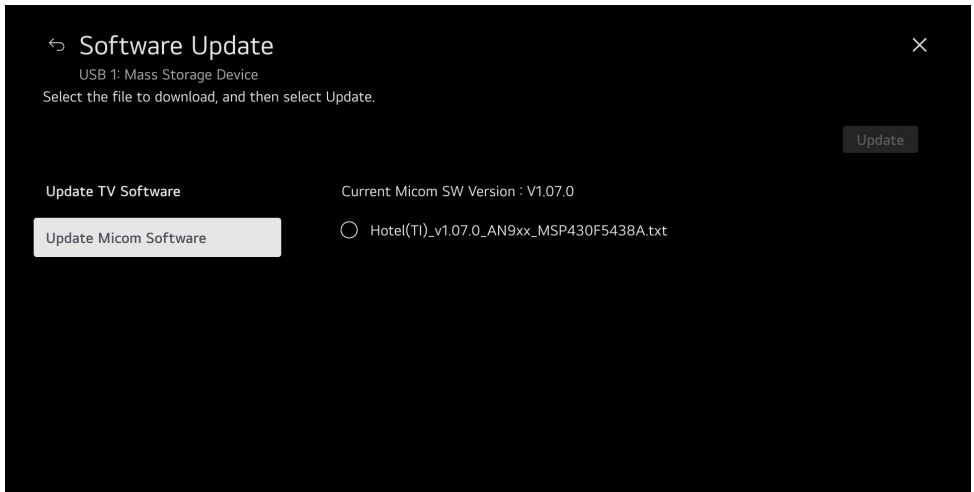 Software Update
USB 1: Mass Storage Device
Select the file to download, and then select Update.
Update
Update TV Software
Current Micom SW Version : V1.07.0
Update Micom Software
Hotel(TI)_v1.07.0_AN9xx_MSP430F5438A.txt